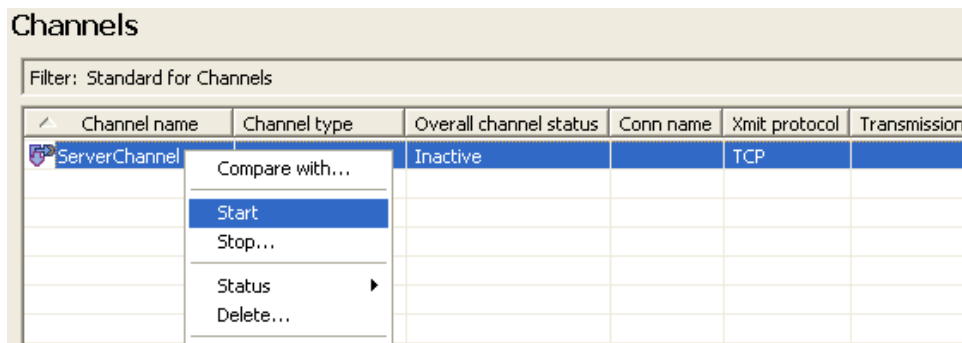 Channels
Filter: Standard for Channels
Channel name Channel type Overall channel status Conn name Xmit protocol Transmission
ServerChannel Inactive TCP
Compare with...
Start
Stop...
Status
Delete...